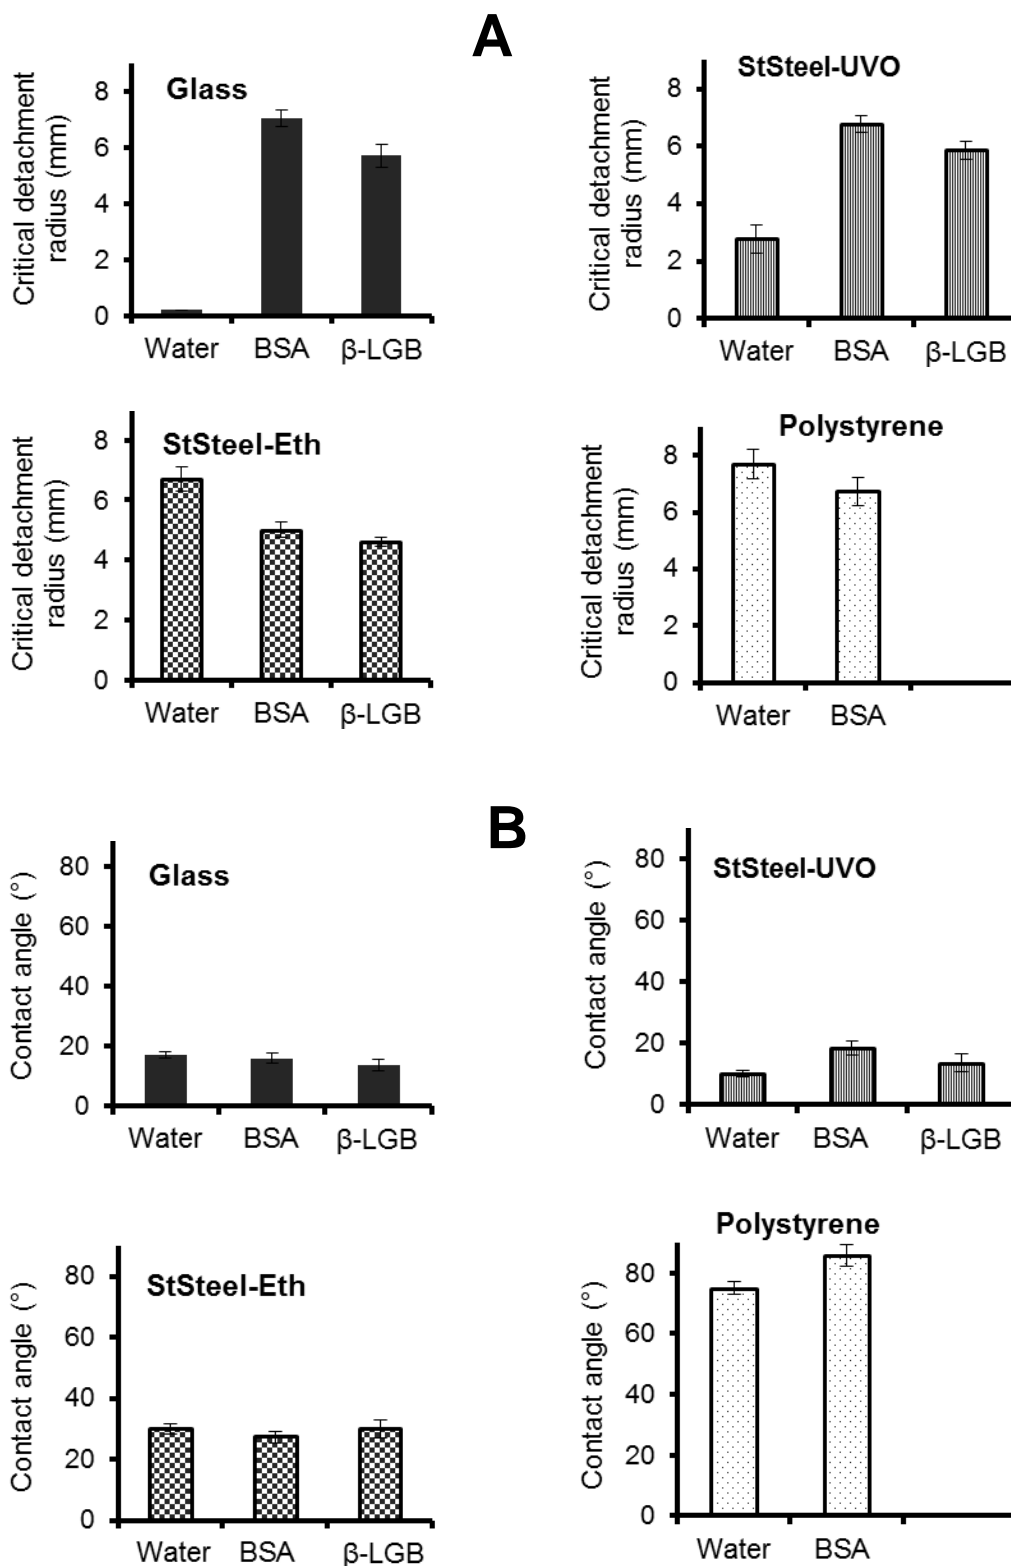 A
Glass
Critical detachment
radius (mm)
8
6
4
2
0
Water BSA β-LGB
StSteel-UVO
Critical detachment
radius (mm)
8
6
4
2
0
Water BSA β-LGB
StSteel-Eth
Critical detachment
radius (mm)
8
6
4
2
0
Water BSA β-LGB
Polystyrene
Critical detachment
radius (mm)
8
6
4
2
0
Water BSA
B
Glass
Contact angle (°)
80
60
40
20
0
Water BSA β-LGB
StSteel-UVO
Contact angle (°)
80
60
40
20
0
Water BSA β-LGB
StSteel-Eth
Contact angle (°)
80
60
40
20
0
Water BSA β-LGB
Polystyrene
Contact angle (°)
80
60
40
20
0
Water BSA